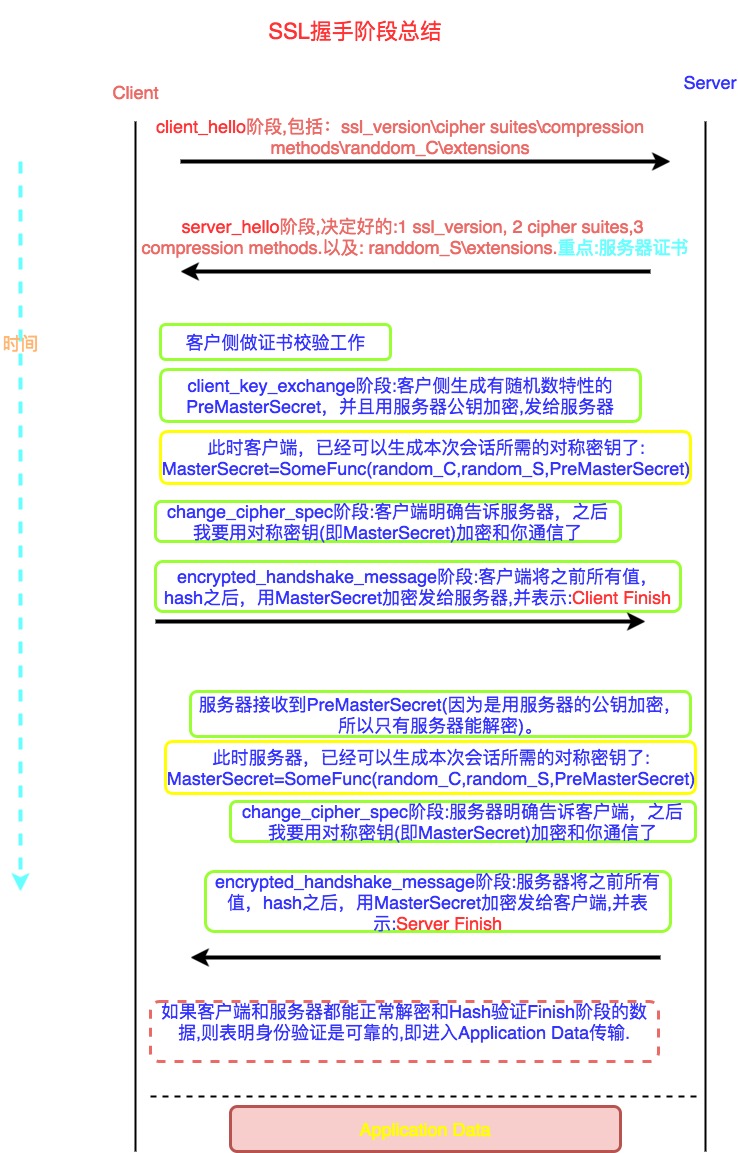 SSL握手阶段总结
Client
Server
client_hello阶段,包括：ssl_version\cipher suites\compression
methods\randdom_C\extensions
server_hello阶段,决定好的:1 ssl_version, 2 cipher suites,3
compression methods.以及: randdom_S\extensions.重点:服务器证书
时间
客户侧做证书校验工作
client_key_exchange阶段:客户侧生成有随机数特性的
PreMasterSecret，并且用服务器公钥加密,发给服务器
此时客户端，已经可以生成本次会话所需的对称密钥了:
MasterSecret=SomeFunc(random_C,random_S,PreMasterSecret)
change_cipher_spec阶段:客户端明确告诉服务器，之后
我要用对称密钥(即MasterSecret)加密和你通信了
encrypted_handshake_message阶段:客户端将之前所有值，
hash之后，用MasterSecret加密发给服务器,并表示:Client Finish
服务器接收到PreMasterSecret(因为是用服务器的公钥加密，
所以只有服务器能解密)。
此时服务器，已经可以生成本次会话所需的对称密钥了:
MasterSecret=SomeFunc(random_C,random_S,PreMasterSecret)
change_cipher_spec阶段:服务器明确告诉客户端，之后
我要用对称密钥(即MasterSecret)加密和你通信了
encrypted_handshake_message阶段:服务器将之前所有
值，hash之后，用MasterSecret加密发给客户端,并表
示:Server Finish
如果客户端和服务器都能正常解密和Hash验证Finish阶段的数
据,则表明身份验证是可靠的,即进入Application Data传输.
Application Data